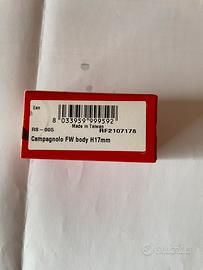 Ean
8 033959 999592
Made in Taiwan
RS-005
RF2107178
Campagnolo FW body H17mm